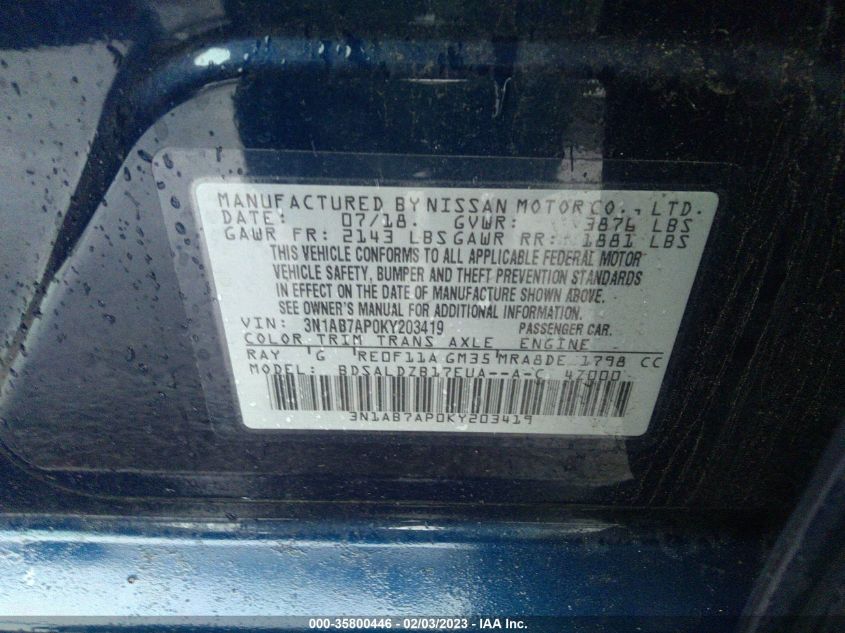 MANUFACTURED BY NISSAN MOTOR CO., LTD.
DATE: 07/18. GVWR: 3876 LBS
GAWR FR: 2143 LBS GAWR RR: 1881 LBS
THIS VEHICLE CONFORMS TO ALL APPLICABLE FEDERAL MOTOR
VEHICLE SAFETY, BUMPER AND THEFT PREVENTION STANDARDS
IN EFFECT ON THE DATE OF MANUFACTURE SHOWN ABOVE.
SEE OWNER'S MANUAL FOR ADDITIONAL INFORMATION.
VIN: 3N1AB7AP0KY203419 PASSENGER CAR.
COLOR TRIM TRANS AXLE ENGINE
RAY G RE0F11A GM35 MRA8DE 1798 CC
MODEL: BDSALDZB17EUA--A-C 47000
3N1AB7AP0KY203419
000-35800446 - 02/03/2023 - IAA Inc.